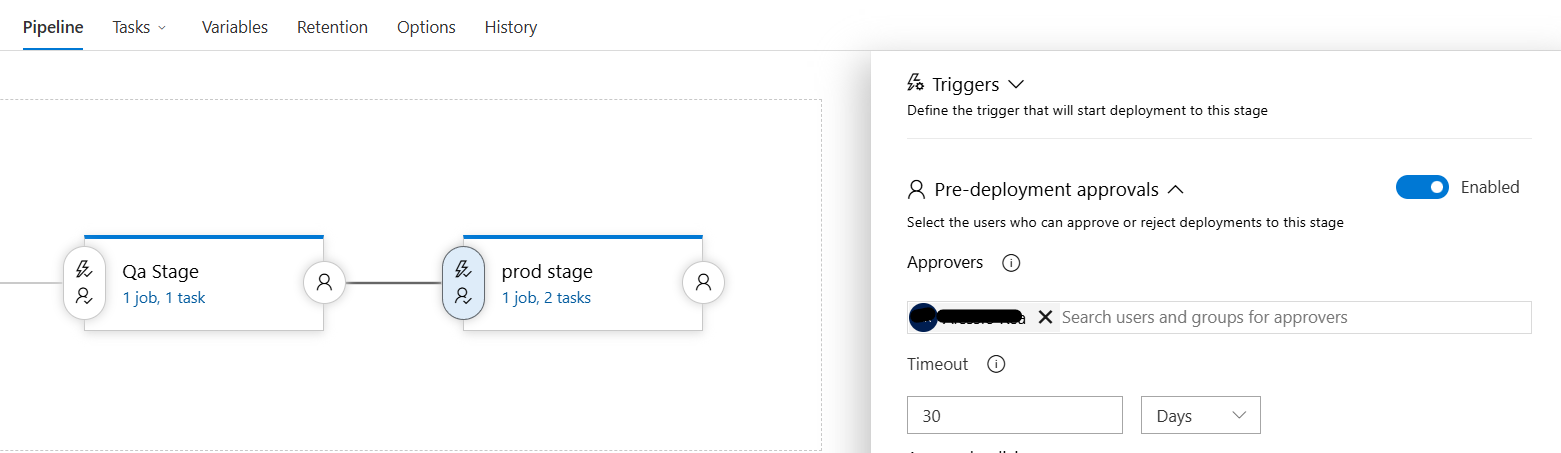 Pipeline Tasks Variables Retention Options History
Triggers
Define the trigger that will start deployment to this stage
Pre-deployment approvals Enabled
Select the users who can approve or reject deployments to this stage
Qa Stage
1 job, 1 task
prod stage
1 job, 2 tasks
Approvers
Search users and groups for approvers
Timeout
30 Days